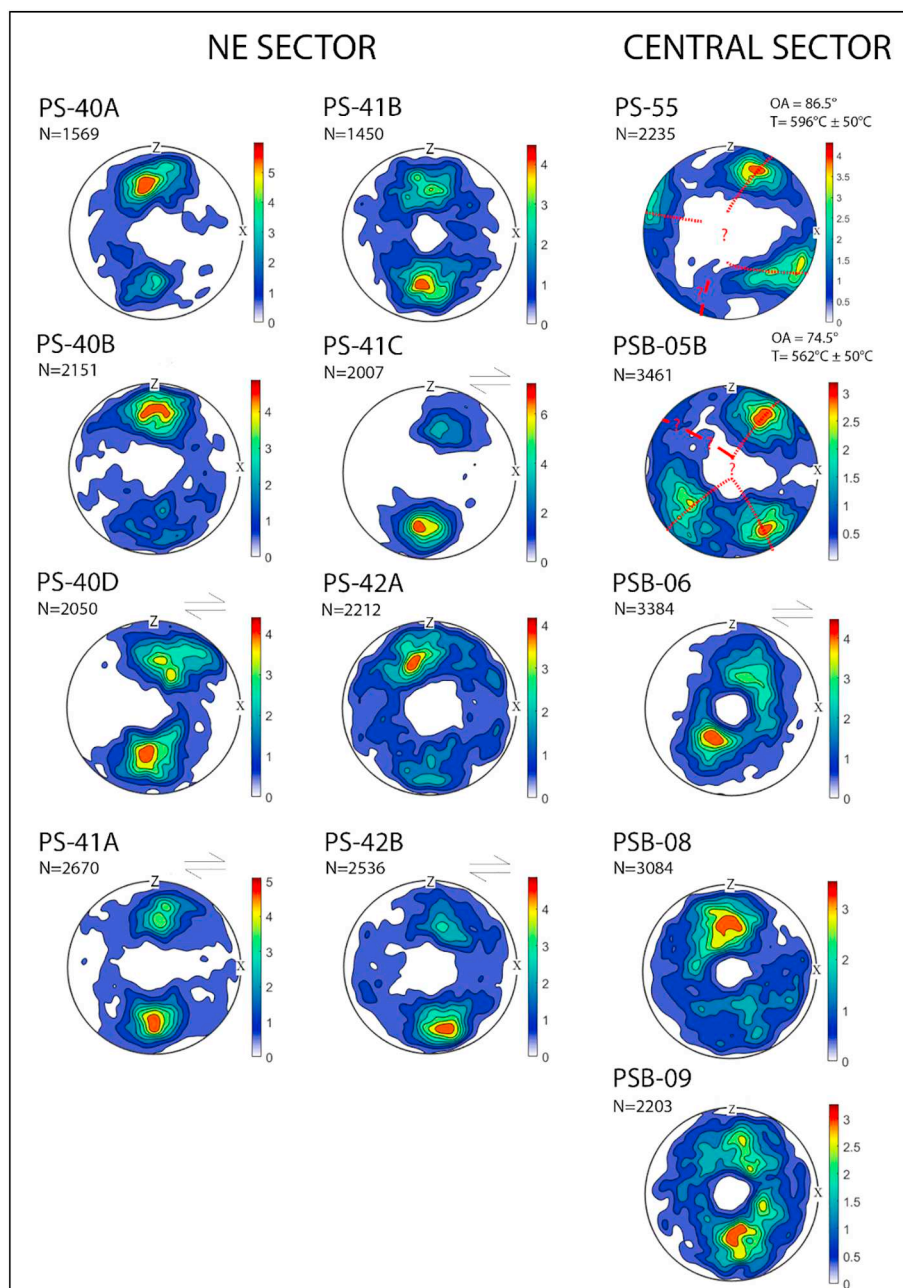 NE SECTOR
CENTRAL SECTOR
PS-40A
N=1569
Z
X
5
4
3
2
1
0
PS-41B
N=1450
Z
X
4
3
2
1
0
PS-55
N=2235
OA = 86.5°
T= 596°C ± 50°C
Z
X
?
?
4
3.5
3
2.5
2
1.5
1
0.5
0
PS-40B
N=2151
Z
X
4
3
2
1
0
PS-41C
N=2007
X
6
4
2
0
PSB-05B
N=3461
OA = 74.5°
T= 562°C ± 50°C
Z
X
?
?
?
3
2.5
2
1.5
1
0.5
PS-40D
N=2050
Z
X
4
3
2
1
0
PS-42A
N=2212
Z
X
4
3
2
1
0
PSB-06
N=3384
Z
X
4
3
2
1
0
PS-41A
N=2670
Z
X
5
4
3
2
1
0
PS-42B
N=2536
Z
X
4
3
2
1
0
PSB-08
N=3084
Z
X
3
2
1
0
PSB-09
N=2203
Z
X
3
2.5
2
1.5
1
0.5
0